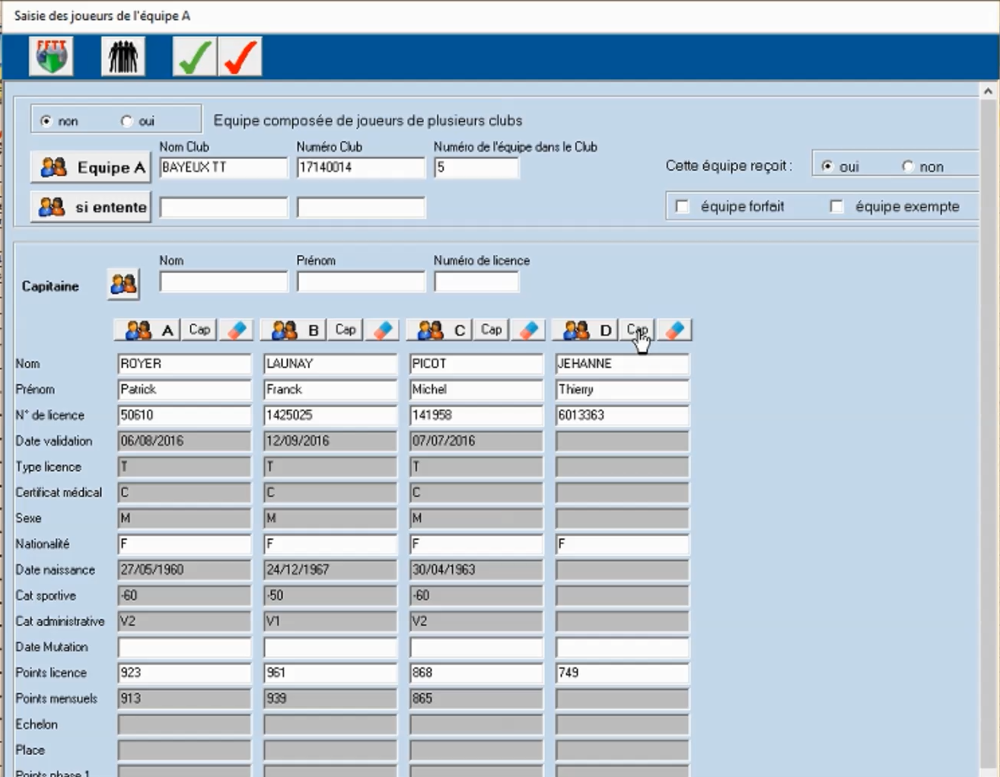 Saisie des joueurs de l'équipe A
FFTT
non oui Equipe composée de joueurs de plusieurs clubs
Nom Club Numéro Club Numéro de l'équipe dans le Club
Equipe A BAYEUX TT 17140014 5 Cette équipe reçoit : oui non
si entente équipe forfait équipe exempte
Nom Prénom Numéro de licence
Capitaine
A Cap B Cap C Cap D Cap
Nom ROYER LAUNAY PICOT JEHANNE
Prénom Patrick Franck Michel Thierry
N° de licence 50610 1425025 141958 6013363
Date validation 06/08/2016 12/09/2016 07/07/2016
Type licence T T T
Certificat médical C C C
Sexe M M M
Nationalité F F F F
Date naissance 27/05/1960 24/12/1967 30/04/1963
Cat sportive -60 -50 -60
Cat administrative V2 V1 V2
Date Mutation
Points licence 923 961 868 749
Points mensuels 913 939 865
Echelon
Place
Points phase 1